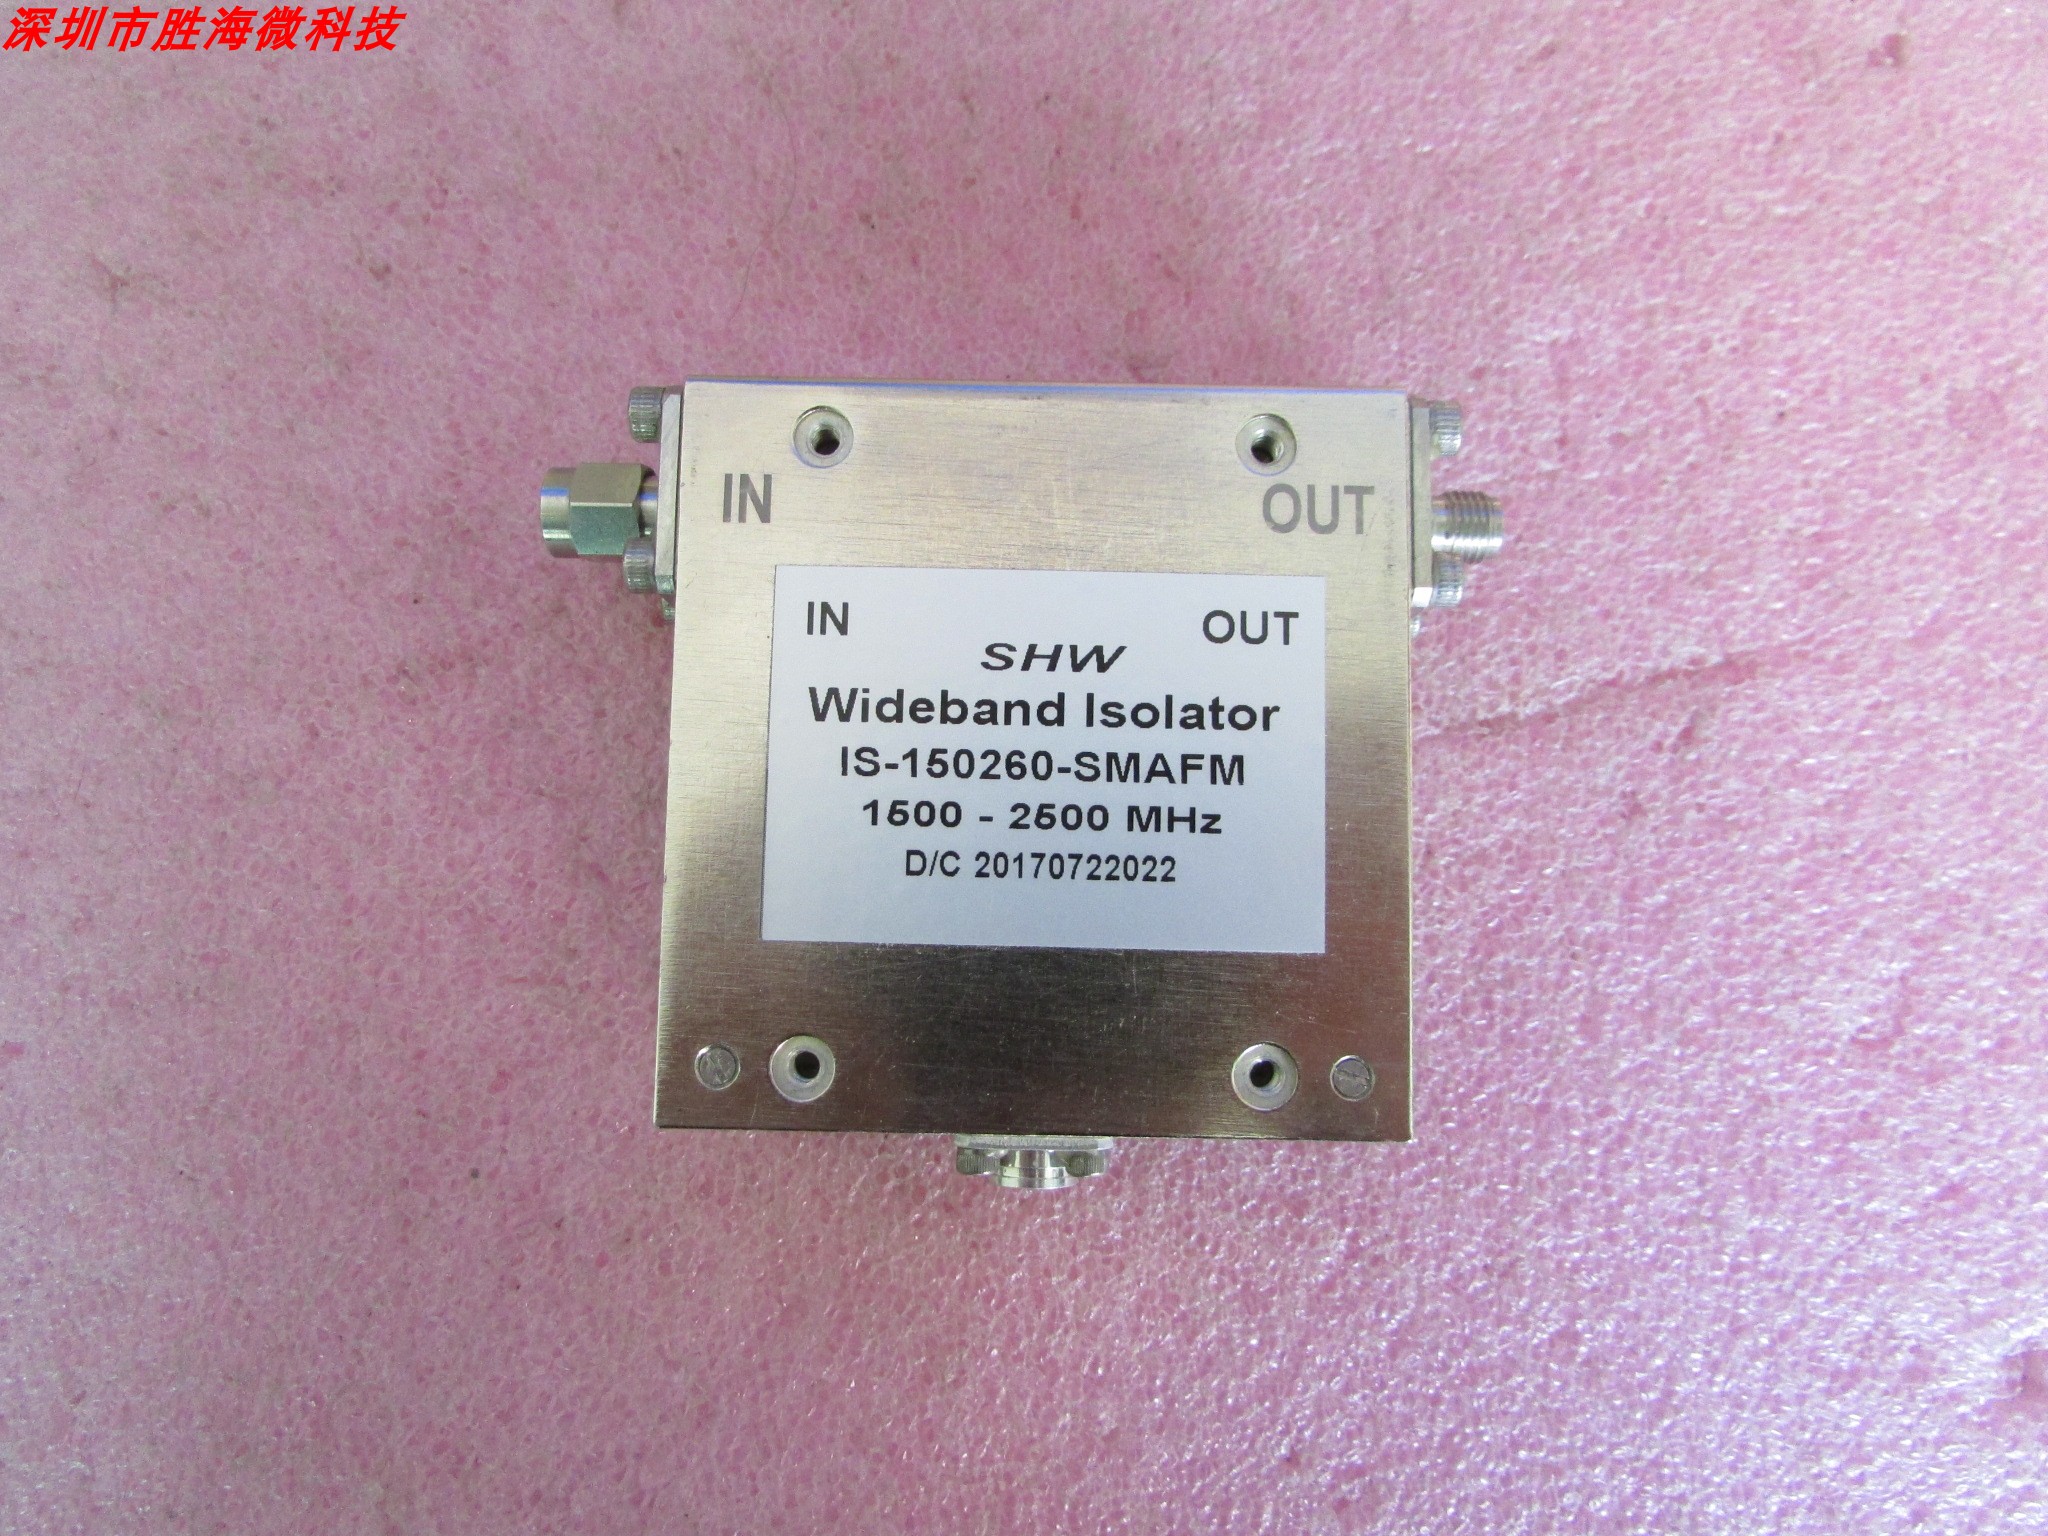 深圳市胜海微科技
IN OUT
IN OUT
SHW
Wideband Isolator
IS-150260-SMAFM
1500 - 2500 MHz
D/C 20170722022